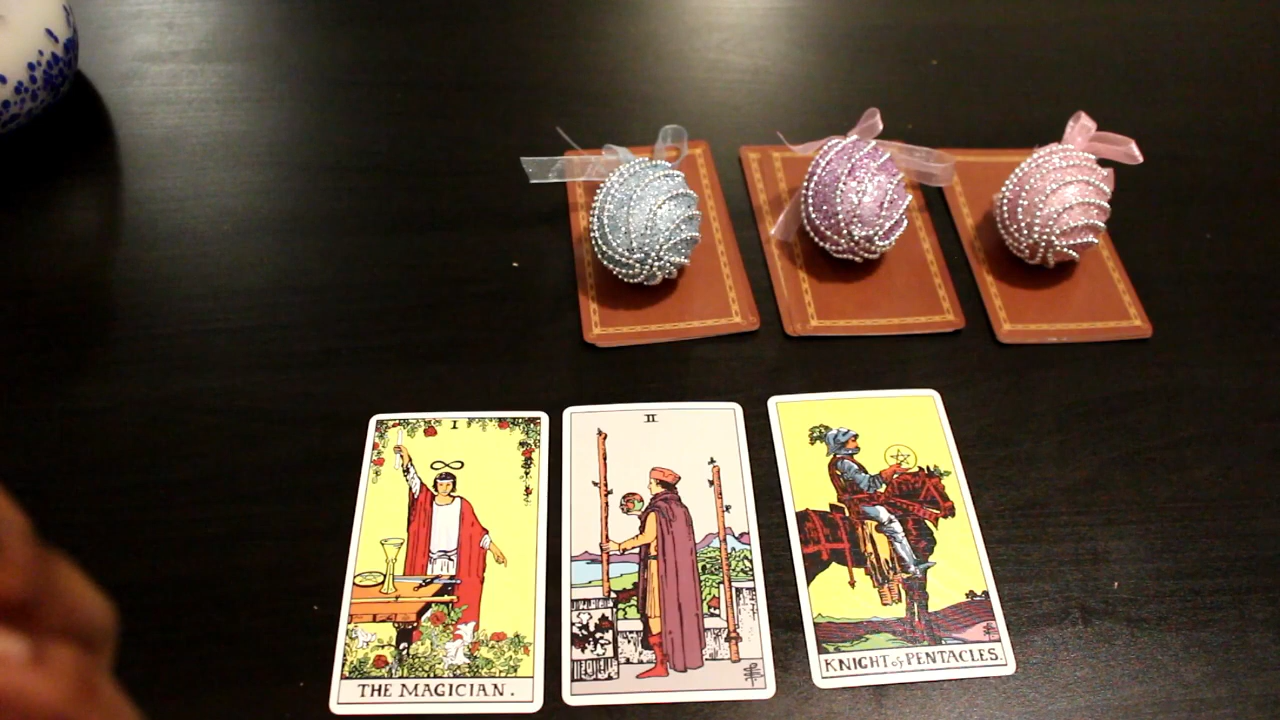 I
THE MAGICIAN.
II
KNIGHT of PENTACLES.